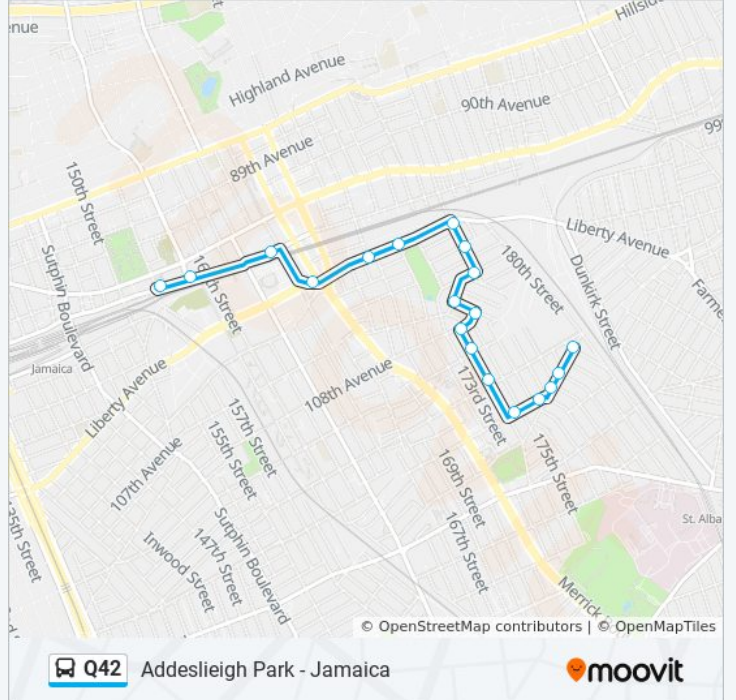 Hillsid
enue
Highland Avenue
90th Avenue
99
89th Avenue
150th Street
Liberty Avenue
Sutphin Boulevard
180th Street
Dunkirk Street
Farme
Jamaica
108th Avenue
Liberty Avenue
173rd Street
157th Street
155th Street
175th Street
107th Avenue
169th Street
135th Street
Sutphin Boulevard
167th Street
St. Alba
147th Street
Inwood Street
Merrick
© OpenStreetMap contributors | © OpenMapTiles
Q42 Addeslieigh Park - Jamaica
moovit